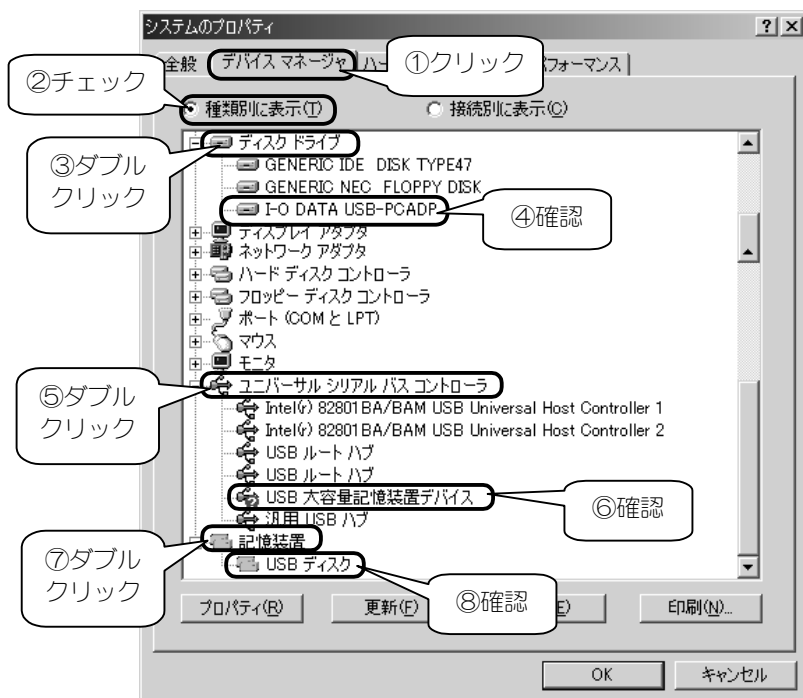 システムのプロパティ
全般 デバイス マネージャ ハー フォーマンス
①クリック
②チェック
種類別に表示(T) 接続別に表示(C)
ディスク ドライブ
③ダブル
クリック
GENERIC IDE DISK TYPE47
GENERIC NEC FLOPPY DISK
I-O DATA USB-PCADP
④確認
ディスプレイ アダプタ
ネットワーク アダプタ
ハード ディスク コントローラ
フロッピー ディスク コントローラ
ポート (COM と LPT)
マウス
モニタ
ユニバーサル シリアル バス コントローラ
⑤ダブル
クリック
Intel(r) 82801BA/BAM USB Universal Host Controller 1
Intel(r) 82801BA/BAM USB Universal Host Controller 2
USB ルート ハブ
USB ルート ハブ
USB 大容量記憶装置デバイス
⑥確認
汎用 USB ハブ
記憶装置
⑦ダブル
クリック
USB ディスク
⑧確認
プロパティ(R) 更新(F) E) 印刷(N)...
OK キャンセル